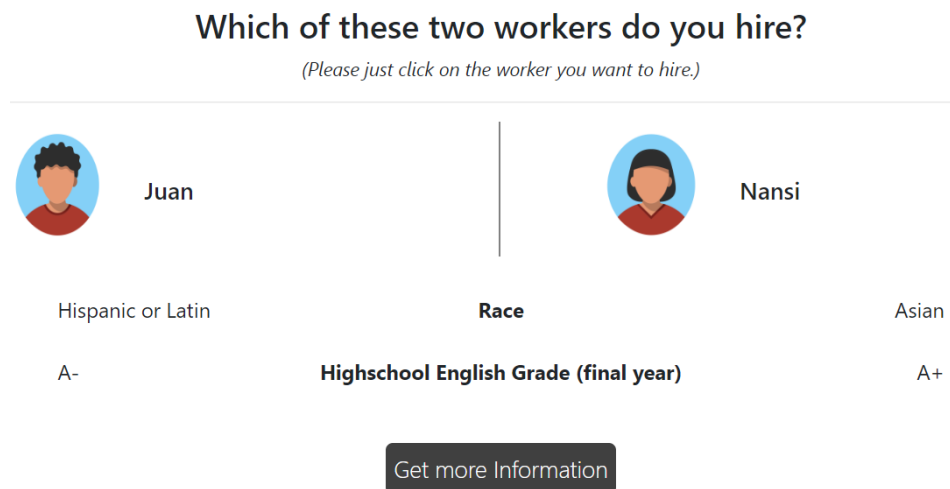 Which of these two workers do you hire?
(Please just click on the worker you want to hire.)
Juan Nansi
Hispanic or Latin Race Asian
A- Highschool English Grade (final year) A+
Get more Information